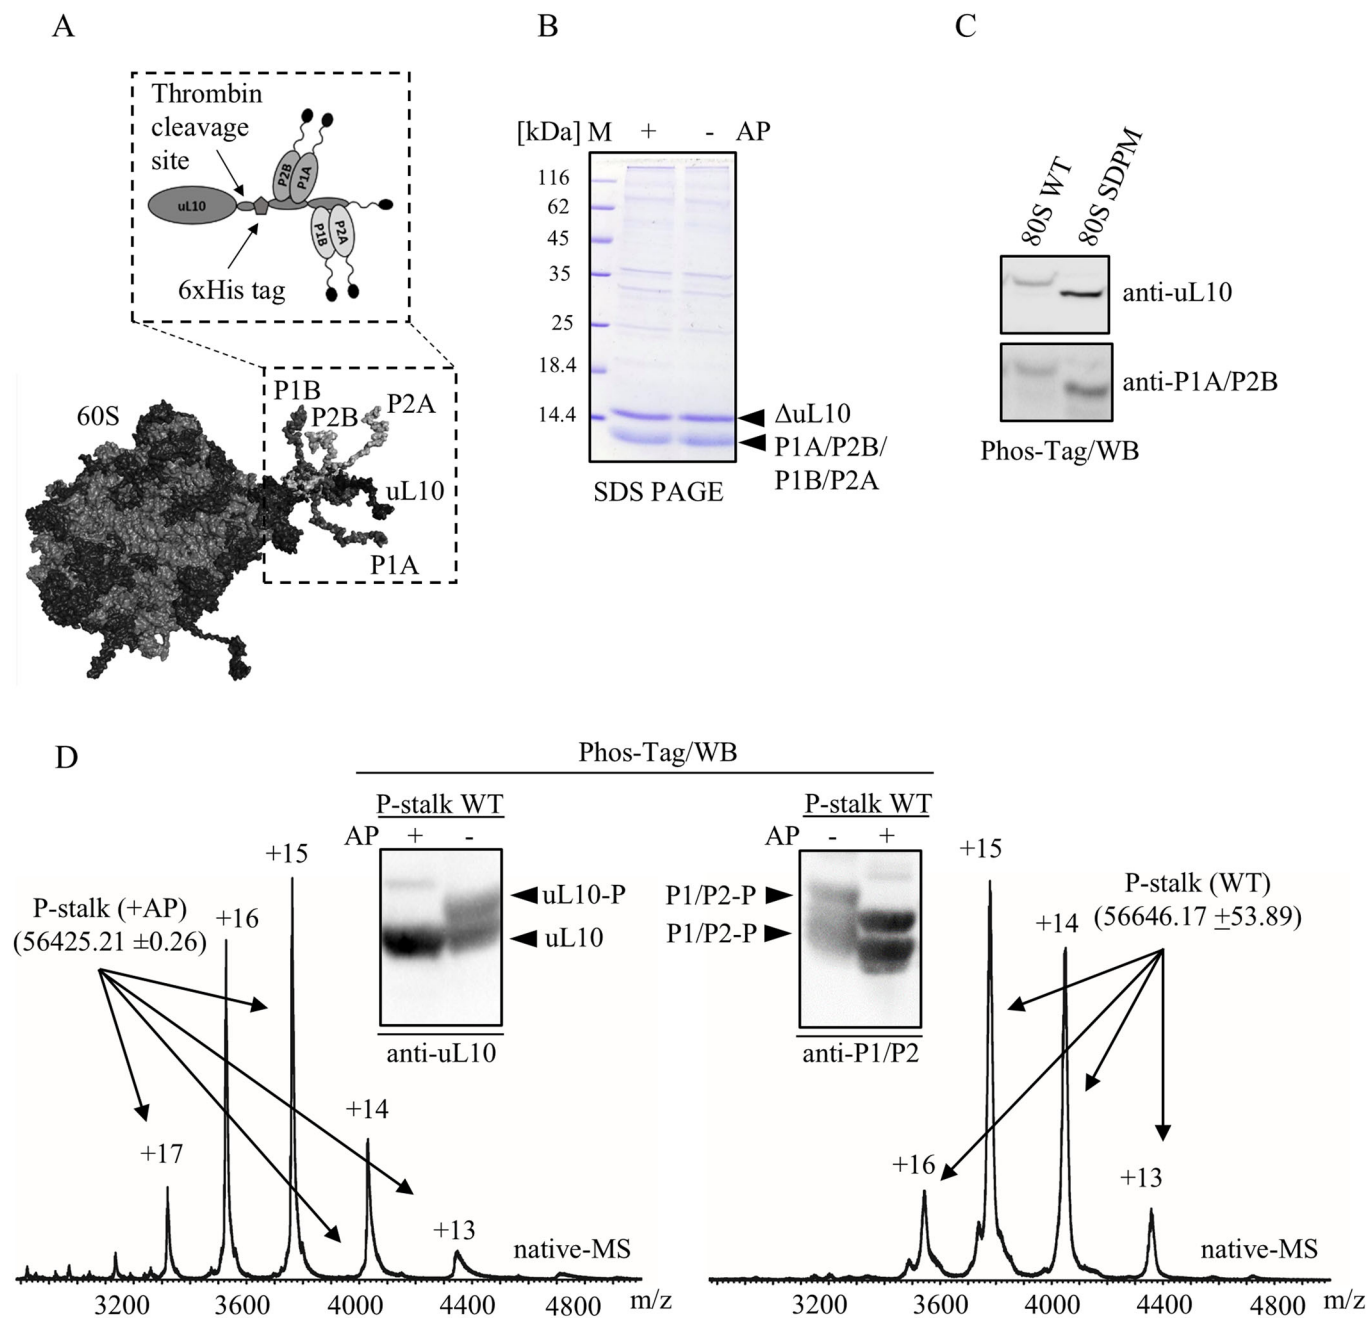 A
Thrombin
cleavage
site
P2B
P1A
uL10
P1B
P2A
6xHis tag
60S
P1B
P2B
P2A
uL10
P1A
B
[kDa] M + - AP
116
62
45
35
25
18.4
14.4
ΔuL10
P1A/P2B/
P1B/P2A
SDS PAGE
C
80S WT
80S SDPM
anti-uL10
anti-P1A/P2B
Phos-Tag/WB
D
Phos-Tag/WB
P-stalk WT
AP + -
uL10-P
uL10
anti-uL10
P-stalk WT
AP - +
P1/P2-P
P1/P2-P
anti-P1/P2
P-stalk (+AP)
(56425.21 ±0.26)
+17
+16
+15
+14
+13
native-MS
3200 3600 4000 4400 4800 m/z
P-stalk (WT)
(56646.17 ±53.89)
+16
+15
+14
+13
native-MS
3200 3600 4000 4400 4800 m/z